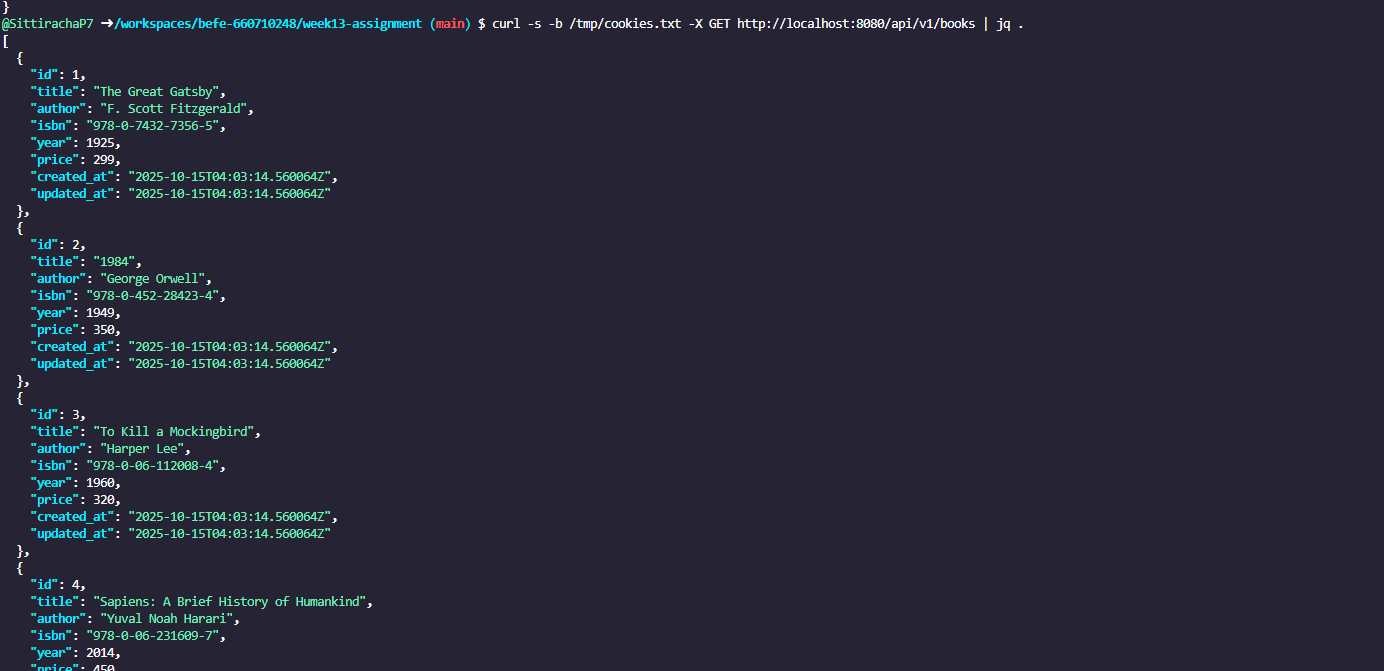 }
@SittirachaP7 ➜/workspaces/befe-660710248/week13-assignment (main) $ curl -s -b /tmp/cookies.txt -X GET http://localhost:8080/api/v1/books | jq .
[
  {
    "id": 1,
    "title": "The Great Gatsby",
    "author": "F. Scott Fitzgerald",
    "isbn": "978-0-7432-7356-5",
    "year": 1925,
    "price": 299,
    "created_at": "2025-10-15T04:03:14.560064Z",
    "updated_at": "2025-10-15T04:03:14.560064Z"
  },
  {
    "id": 2,
    "title": "1984",
    "author": "George Orwell",
    "isbn": "978-0-452-28423-4",
    "year": 1949,
    "price": 350,
    "created_at": "2025-10-15T04:03:14.560064Z",
    "updated_at": "2025-10-15T04:03:14.560064Z"
  },
  {
    "id": 3,
    "title": "To Kill a Mockingbird",
    "author": "Harper Lee",
    "isbn": "978-0-06-112008-4",
    "year": 1960,
    "price": 320,
    "created_at": "2025-10-15T04:03:14.560064Z",
    "updated_at": "2025-10-15T04:03:14.560064Z"
  },
  {
    "id": 4,
    "title": "Sapiens: A Brief History of Humankind",
    "author": "Yuval Noah Harari",
    "isbn": "978-0-06-231609-7",
    "year": 2014,
    "price": 450